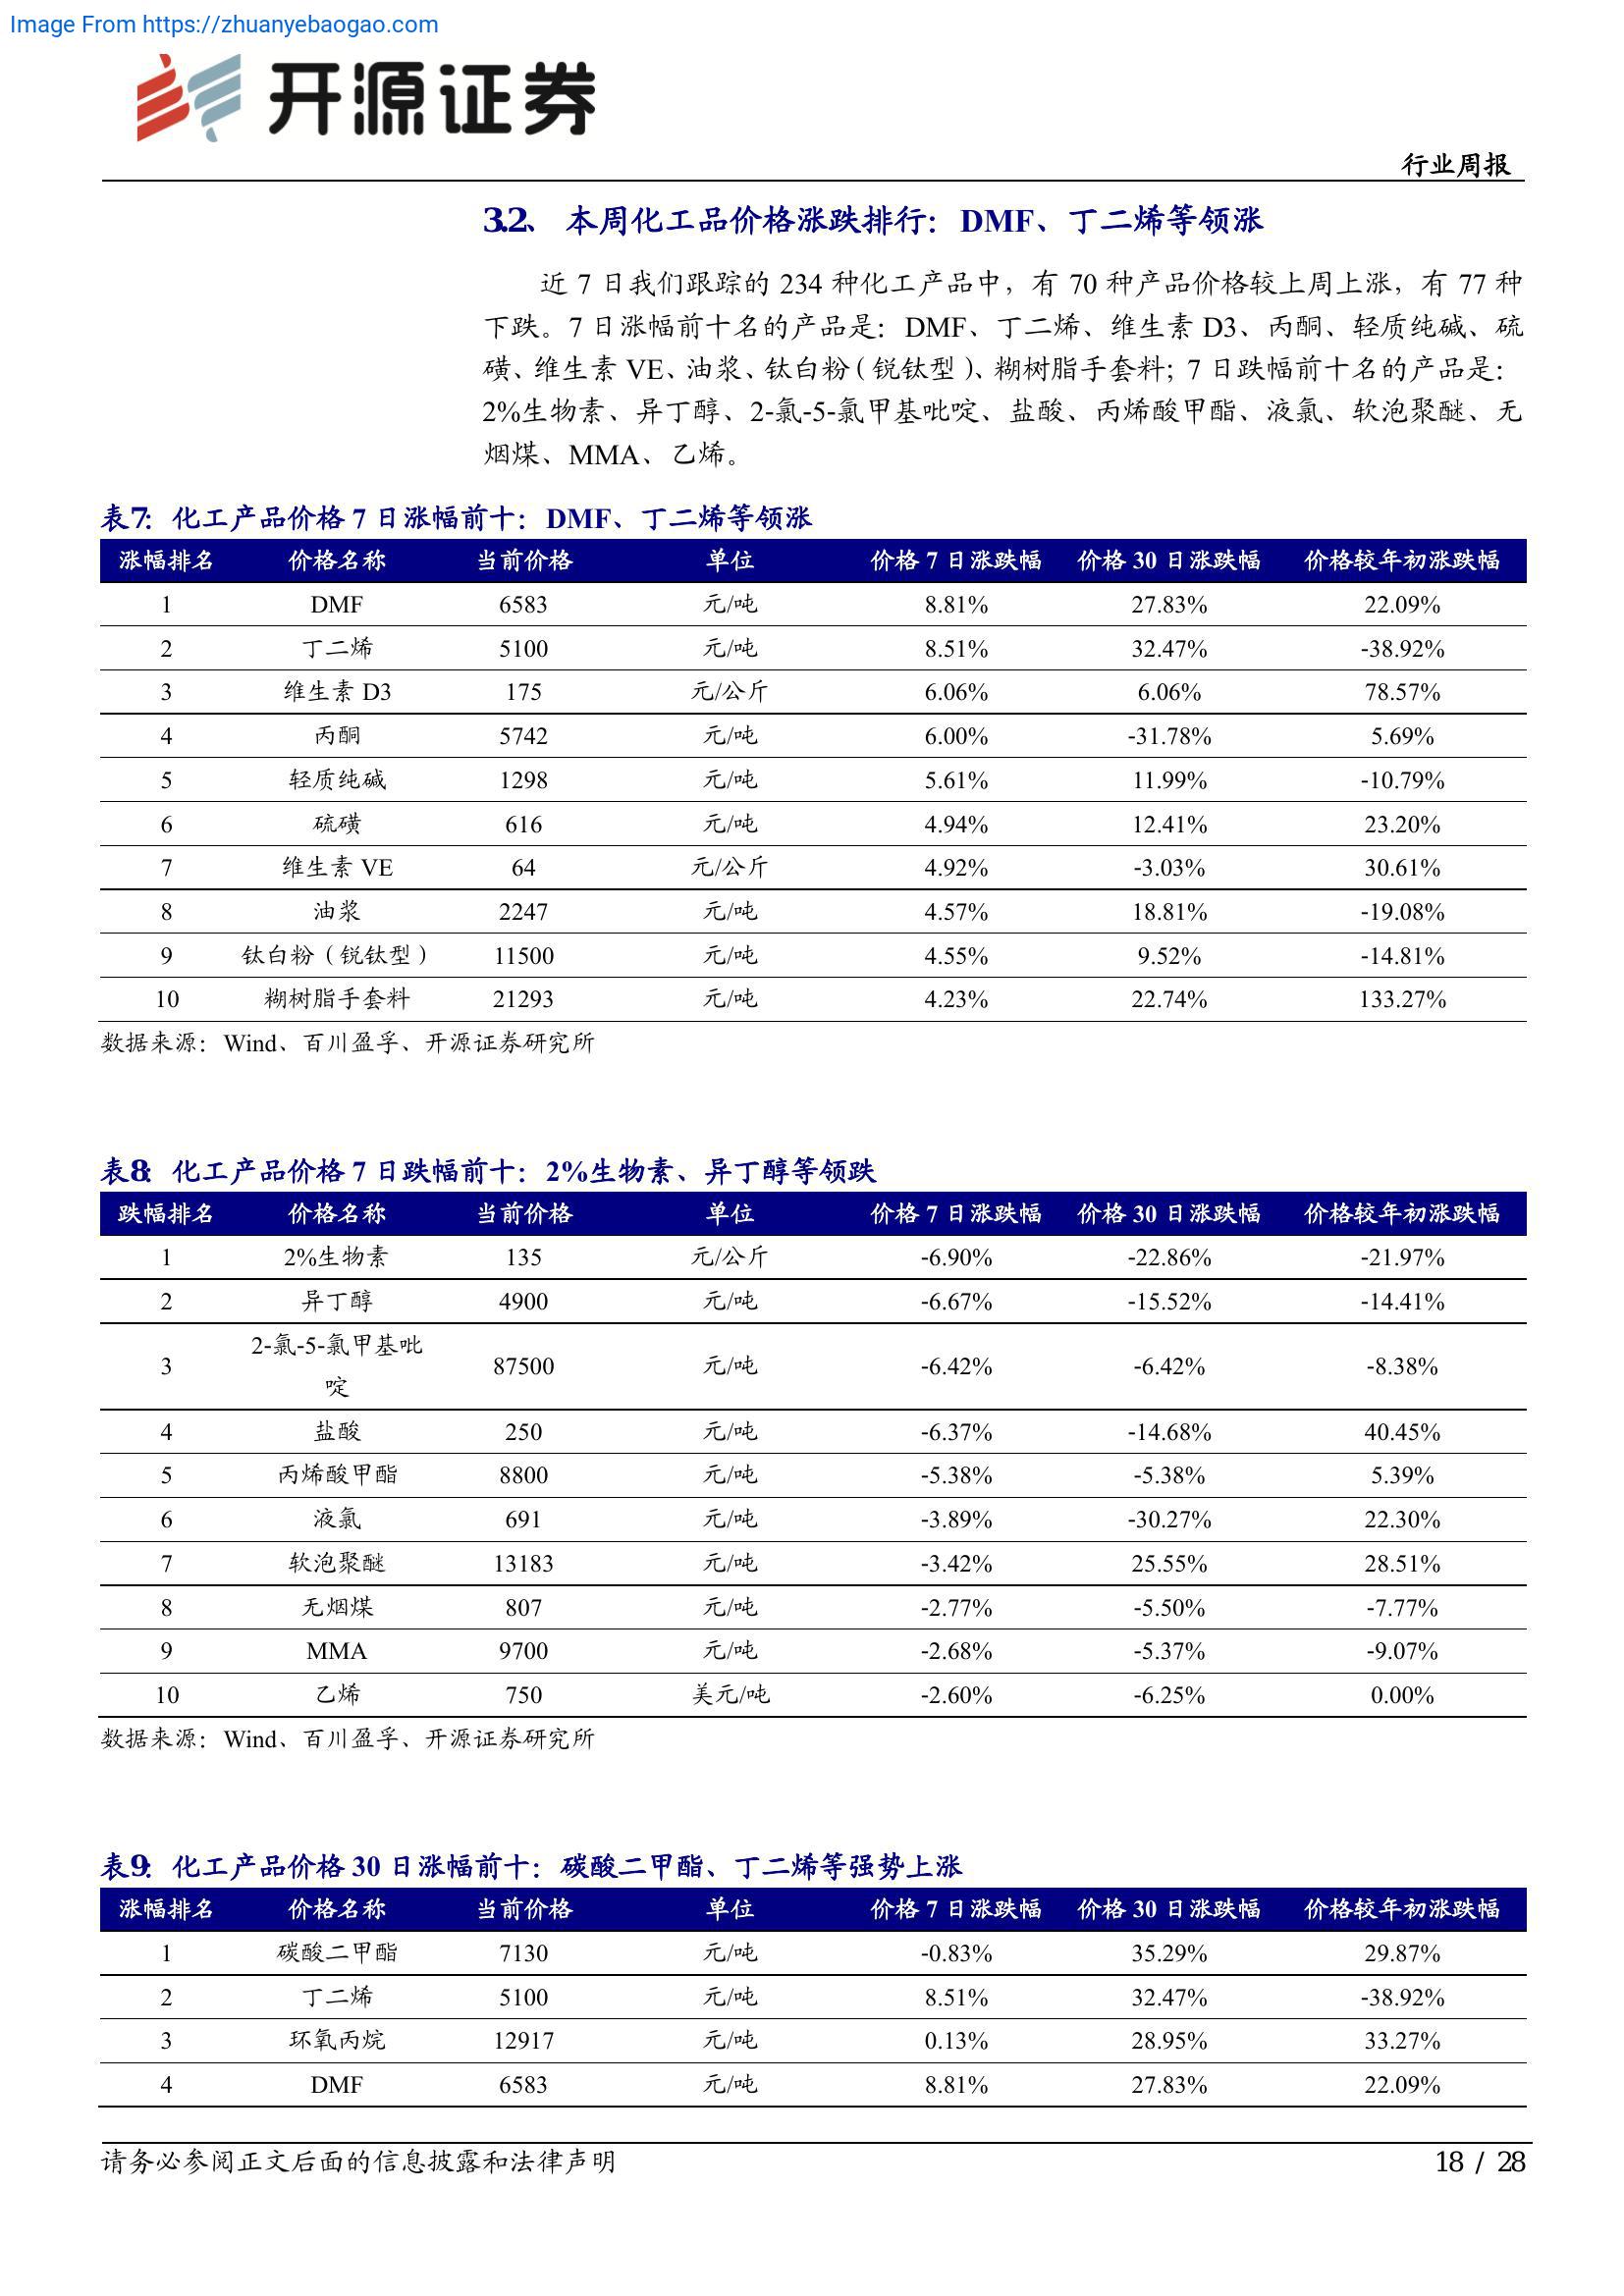 Image From https://zhuanyebaogao.com
开源证券
行业周报
3.2、 本周化工品价格涨跌排行：DMF、丁二烯等领涨
近 7 日我们跟踪的 234 种化工产品中，有 70 种产品价格较上周上涨，有 77 种
下跌。7 日涨幅前十名的产品是：DMF、丁二烯、维生素 D3、丙酮、轻质纯碱、硫
磺、维生素 VE、油浆、钛白粉（锐钛型）、糊树脂手套料；7 日跌幅前十名的产品是：
2%生物素、异丁醇、2-氯-5-氯甲基吡啶、盐酸、丙烯酸甲酯、液氯、软泡聚醚、无
烟煤、MMA、乙烯。
表7：化工产品价格 7 日涨幅前十：DMF、丁二烯等领涨
涨幅排名 价格名称 当前价格 单位 价格 7 日涨跌幅 价格 30 日涨跌幅 价格较年初涨跌幅
1 DMF 6583 元/吨 8.81% 27.83% 22.09%
2 丁二烯 5100 元/吨 8.51% 32.47% -38.92%
3 维生素 D3 175 元/公斤 6.06% 6.06% 78.57%
4 丙酮 5742 元/吨 6.00% -31.78% 5.69%
5 轻质纯碱 1298 元/吨 5.61% 11.99% -10.79%
6 硫磺 616 元/吨 4.94% 12.41% 23.20%
7 维生素 VE 64 元/公斤 4.92% -3.03% 30.61%
8 油浆 2247 元/吨 4.57% 18.81% -19.08%
9 钛白粉（锐钛型） 11500 元/吨 4.55% 9.52% -14.81%
10 糊树脂手套料 21293 元/吨 4.23% 22.74% 133.27%
数据来源：Wind、百川盈孚、开源证券研究所
表8：化工产品价格 7 日跌幅前十：2%生物素、异丁醇等领跌
跌幅排名 价格名称 当前价格 单位 价格 7 日涨跌幅 价格 30 日涨跌幅 价格较年初涨跌幅
1 2%生物素 135 元/公斤 -6.90% -22.86% -21.97%
2 异丁醇 4900 元/吨 -6.67% -15.52% -14.41%
2-氯-5-氯甲基吡
3 87500 元/吨 -6.42% -6.42% -8.38%
啶
4 盐酸 250 元/吨 -6.37% -14.68% 40.45%
5 丙烯酸甲酯 8800 元/吨 -5.38% -5.38% 5.39%
6 液氯 691 元/吨 -3.89% -30.27% 22.30%
7 软泡聚醚 13183 元/吨 -3.42% 25.55% 28.51%
8 无烟煤 807 元/吨 -2.77% -5.50% -7.77%
9 MMA 9700 元/吨 -2.68% -5.37% -9.07%
10 乙烯 750 美元/吨 -2.60% -6.25% 0.00%
数据来源：Wind、百川盈孚、开源证券研究所
表9：化工产品价格 30 日涨幅前十：碳酸二甲酯、丁二烯等强势上涨
涨幅排名 价格名称 当前价格 单位 价格 7 日涨跌幅 价格 30 日涨跌幅 价格较年初涨跌幅
1 碳酸二甲酯 7130 元/吨 -0.83% 35.29% 29.87%
2 丁二烯 5100 元/吨 8.51% 32.47% -38.92%
3 环氧丙烷 12917 元/吨 0.13% 28.95% 33.27%
4 DMF 6583 元/吨 8.81% 27.83% 22.09%
请务必参阅正文后面的信息披露和法律声明 18 / 28